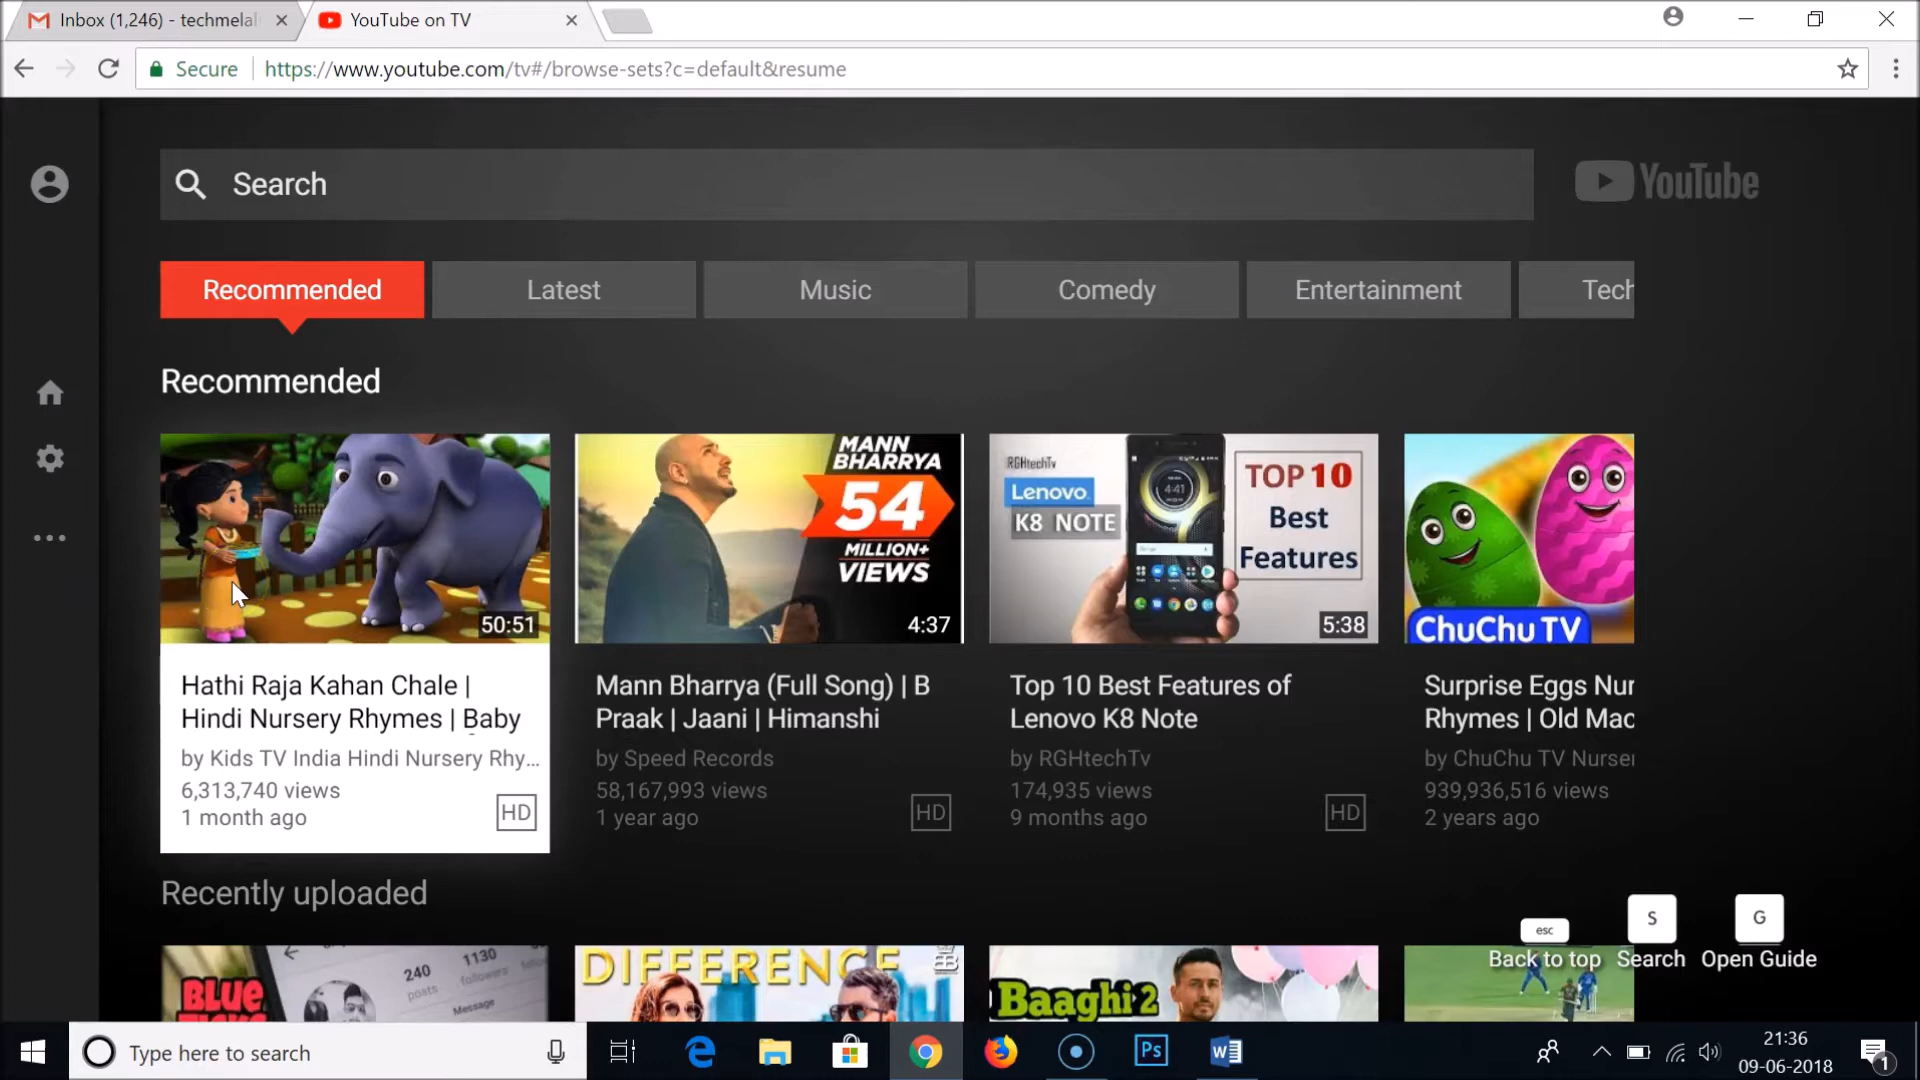 Inbox (1,246) - techmelal
YouTube on TV
Secure
https://www.youtube.com/tv#/browse-sets?c=default&resume
Search
YouTube
Recommended
Latest
Music
Comedy
Entertainment
Tech
Recommended
50:51
MANN
BHARRYA
54
MILLION+
VIEWS
4:37
RGHtechTv
Lenovo
K8 NOTE
4:41
TOP 10
Best
Features
5:38
ChuChu TV
Hathi Raja Kahan Chale |
Hindi Nursery Rhymes | Baby
by Kids TV India Hindi Nursery Rhy...
6,313,740 views
1 month ago
HD
Mann Bharrya (Full Song) | B
Praak | Jaani | Himanshi
by Speed Records
58,167,993 views
1 year ago
HD
Top 10 Best Features of
Lenovo K8 Note
by RGHtechTv
174,935 views
9 months ago
HD
Surprise Eggs Nur
Rhymes | Old Mac
by ChuChu TV Nurser
939,936,516 views
2 years ago
Recently uploaded
240
posts
1130
followers
Message
BLUE
TICKS
DIFFERENCE
Baaghi 2
esc
Back to top
S
Search
G
Open Guide
Type here to search
Ps
21:36
09-06-2018
1